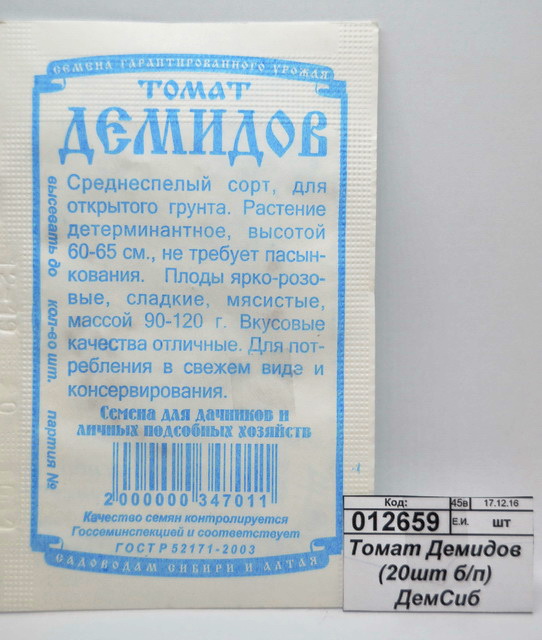 СЕМЕНА ГАРАНТИРОВАННОГО УРОЖАЯ
ТОМАТ
ДЕМИДОВ
Среднеспелый сорт, для
открытого грунта. Растение
детерминантное, высотой
60-65 см., не требует пасын-
кования. Плоды ярко-розо-
вые, сладкие, мясистые,
массой 90-120 г. Вкусовые
качества отличные. Для пот-
ребления в свежем виде и
консервирования.
Семена для дачников и
личных подсобных хозяйств
2 000000 347011
Качество семян контролируется
Госсеминспекцией и соответствует
ГОСТ Р 52171-2003
САДОВОДАМ СИБИРИ И АЛТАЯ
высевать до кол-во шт. партия №
Код: 45в 17.12.16
012659 Е.И. шт
Томат Демидов
(20шт б/п)
ДемСиб